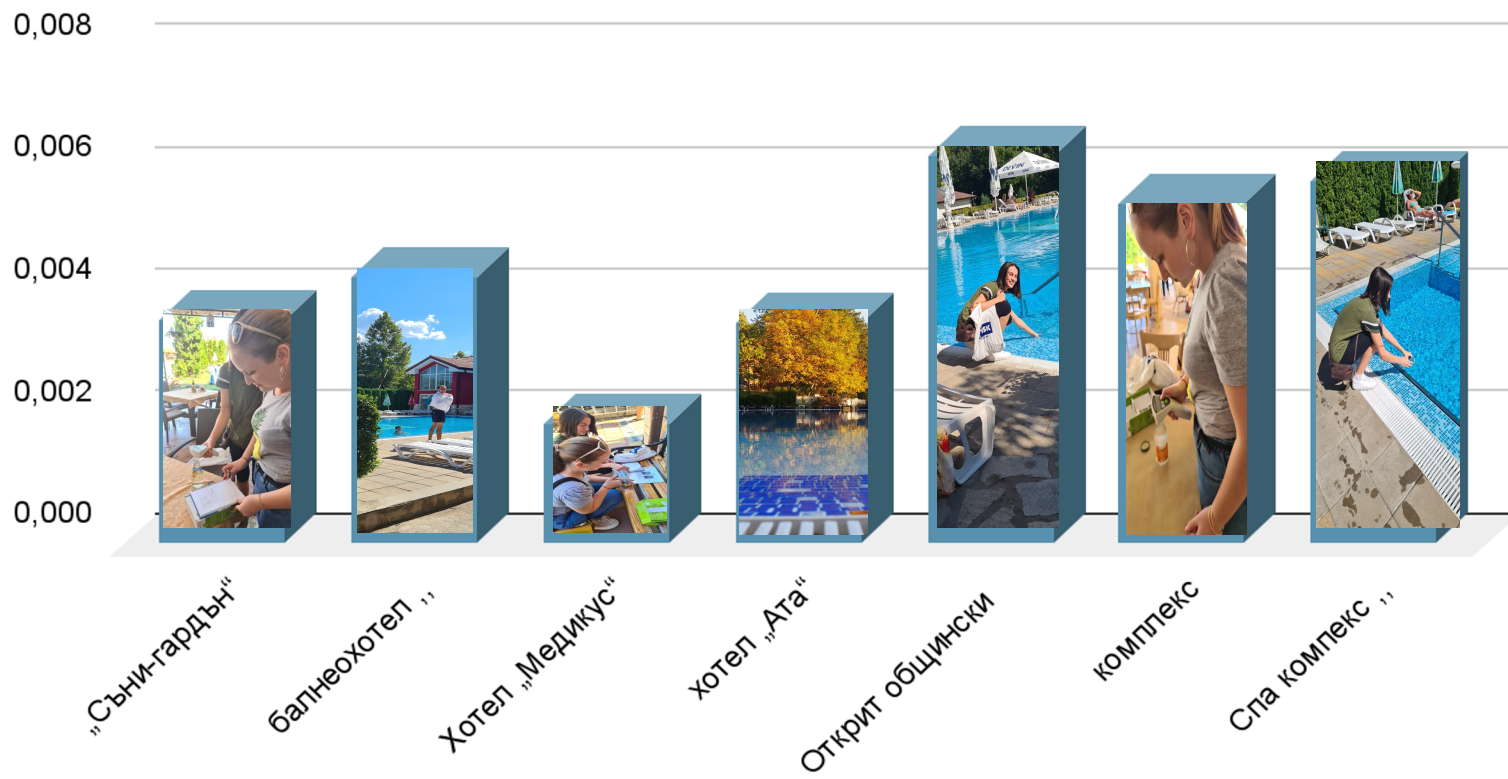 0,008
0,006
0,004
0,002
0,000
DEVIN
„Съни-гардън“
балнеохотел ,,
Хотел „Медикус“
хотел „Ата“
Открит общински
комплекс
Спа компекс ,,